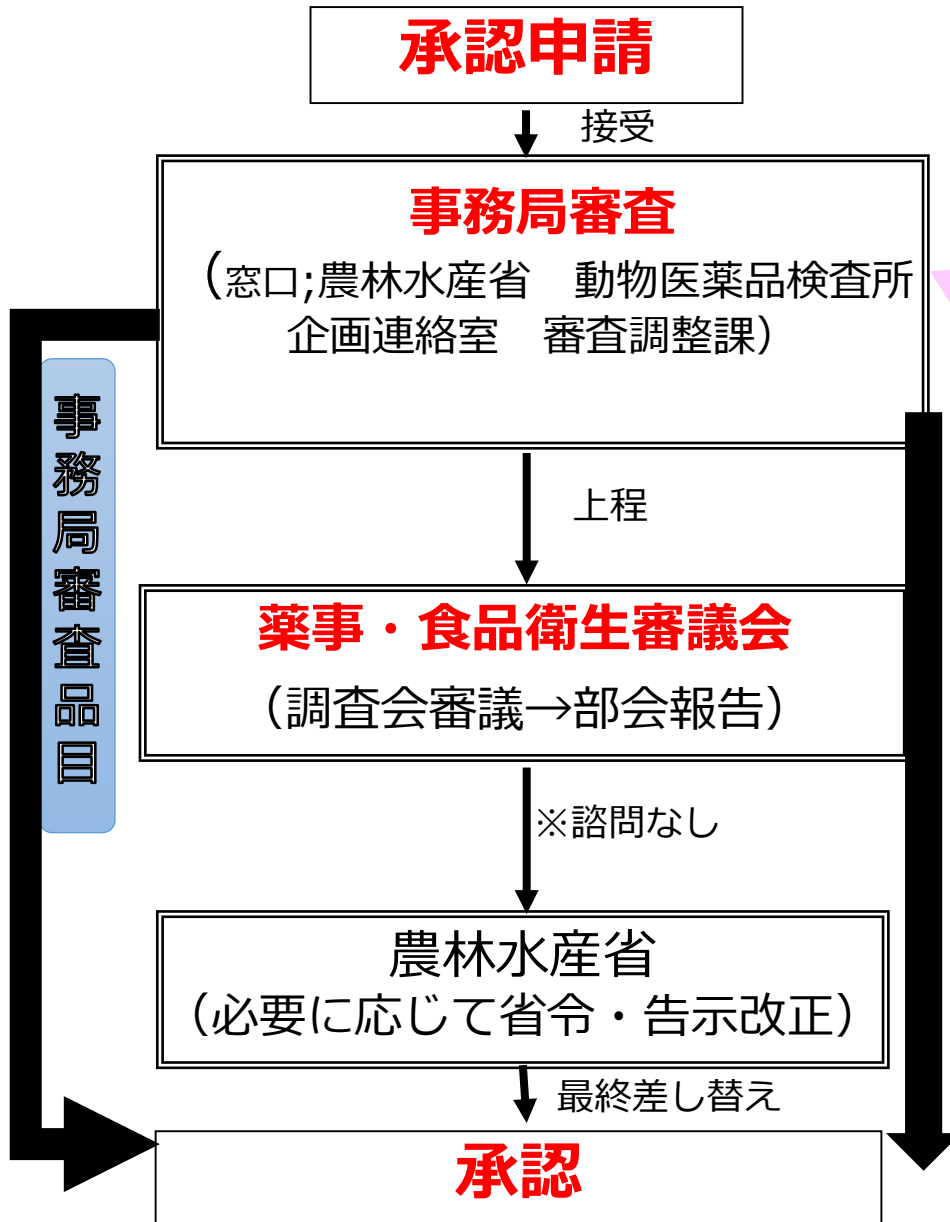 承認申請
接受
事務局審査
（窓口;農林水産省　動物医薬品検査所
企画連絡室　審査調整課）
事務局審査品目
上程
薬事・食品衛生審議会
（調査会審議→部会報告）
※諮問なし
農林水産省
（必要に応じて省令・告示改正）
最終差し替え
承認